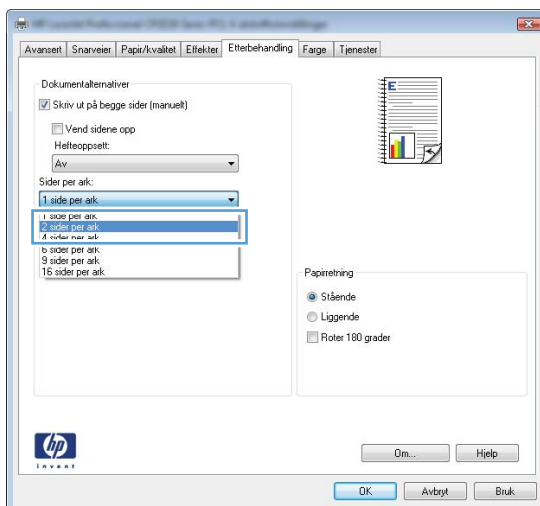 Avansert Snarveier Papir/kvalitet Effekter Etterbehandling Farge Tjenester
Dokumentalternativer
Skriv ut på begge sider (manuelt)
Vend sidene opp
Hefteoppsett:
Av
Sider per ark:
1 side per ark
1 side per ark
2 sider per ark
4 sider per ark
6 sider per ark
9 sider per ark
16 sider per ark
E
Papirretning
Stående
Liggende
Roter 180 grader
hp
invent
Om... Hjelp
OK Avbryt Bruk